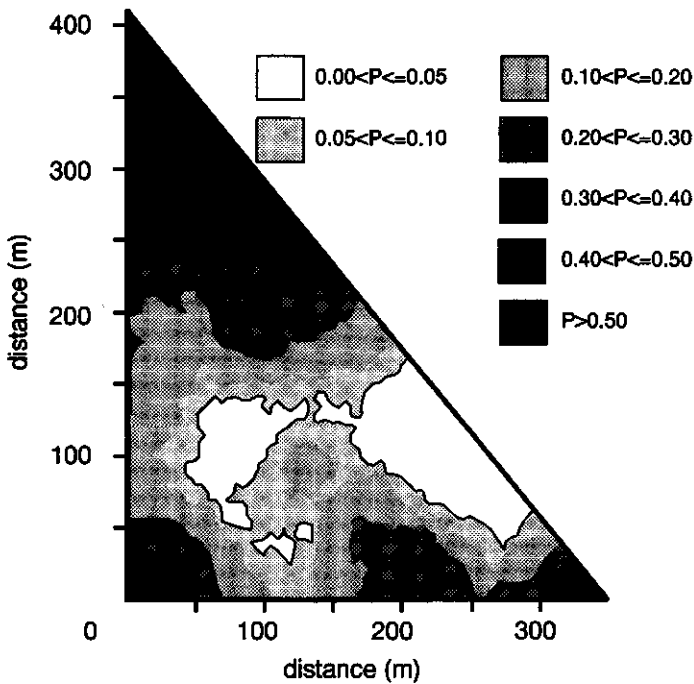 400
300
200
100
distance (m)
0.00<P<=0.05
0.05<P<=0.10
0.10<P<=0.20
0.20<P<=0.30
0.30<P<=0.40
0.40<P<=0.50
P>0.50
0 100 200 300
distance (m)